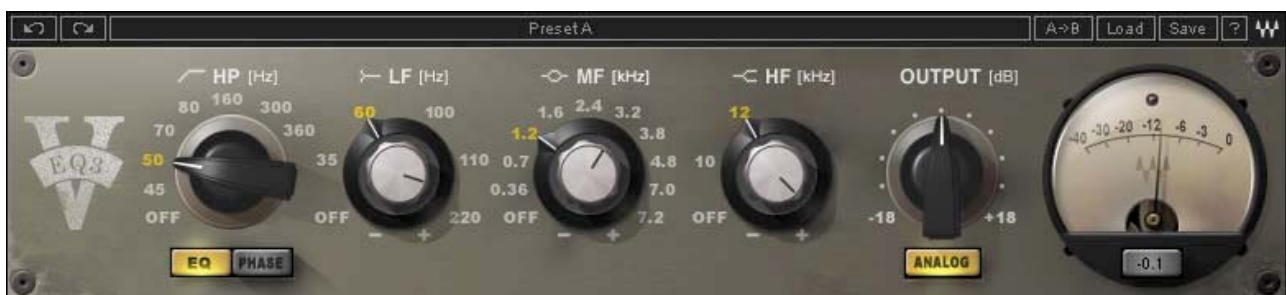 Preset A A->B Load Save ?
HP [Hz] LF [Hz] MF [kHz] HF [kHz] OUTPUT [dB]
OFF 45 50 70 80 160 300 360
OFF 35 60 100 110 220 - +
OFF 0.36 0.7 1.2 1.6 2.4 3.2 3.8 4.8 7.0 7.2 - +
OFF 10 12 - +
-18 +18
-40 -30 -20 -12 -6 -3 0
V EQ3
EQ PHASE ANALOG -0.1